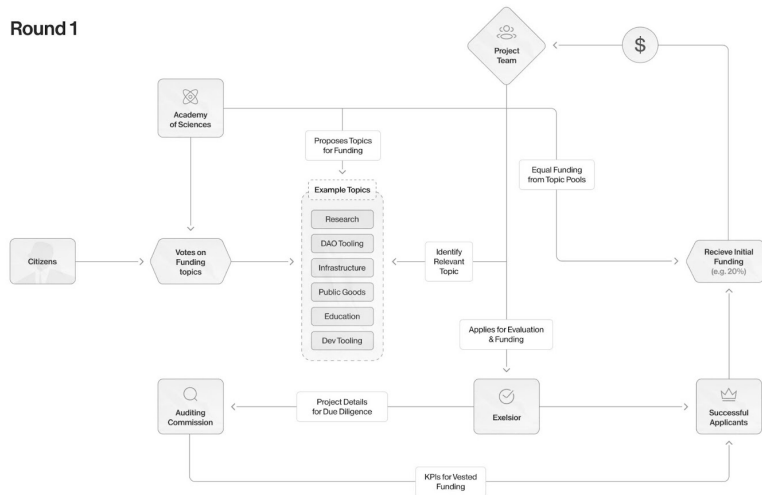 Round 1
$
Project
Team
Academy
of Sciences
Proposes Topics
for Funding
Equal Funding
from Topic Pools
Example Topics
Research
DAO Tooling
Infrastructure
Public Goods
Education
Dev Tooling
Citizens
Votes on
Funding
topics
Identify
Relevant
Topic
Recieve Initial
Funding
(e.g. 20%)
Applies for Evaluation
& Funding
Auditing
Commission
Project Details
for Due Diligence
Exelsior
Successful
Applicants
KPIs for Vested
Funding